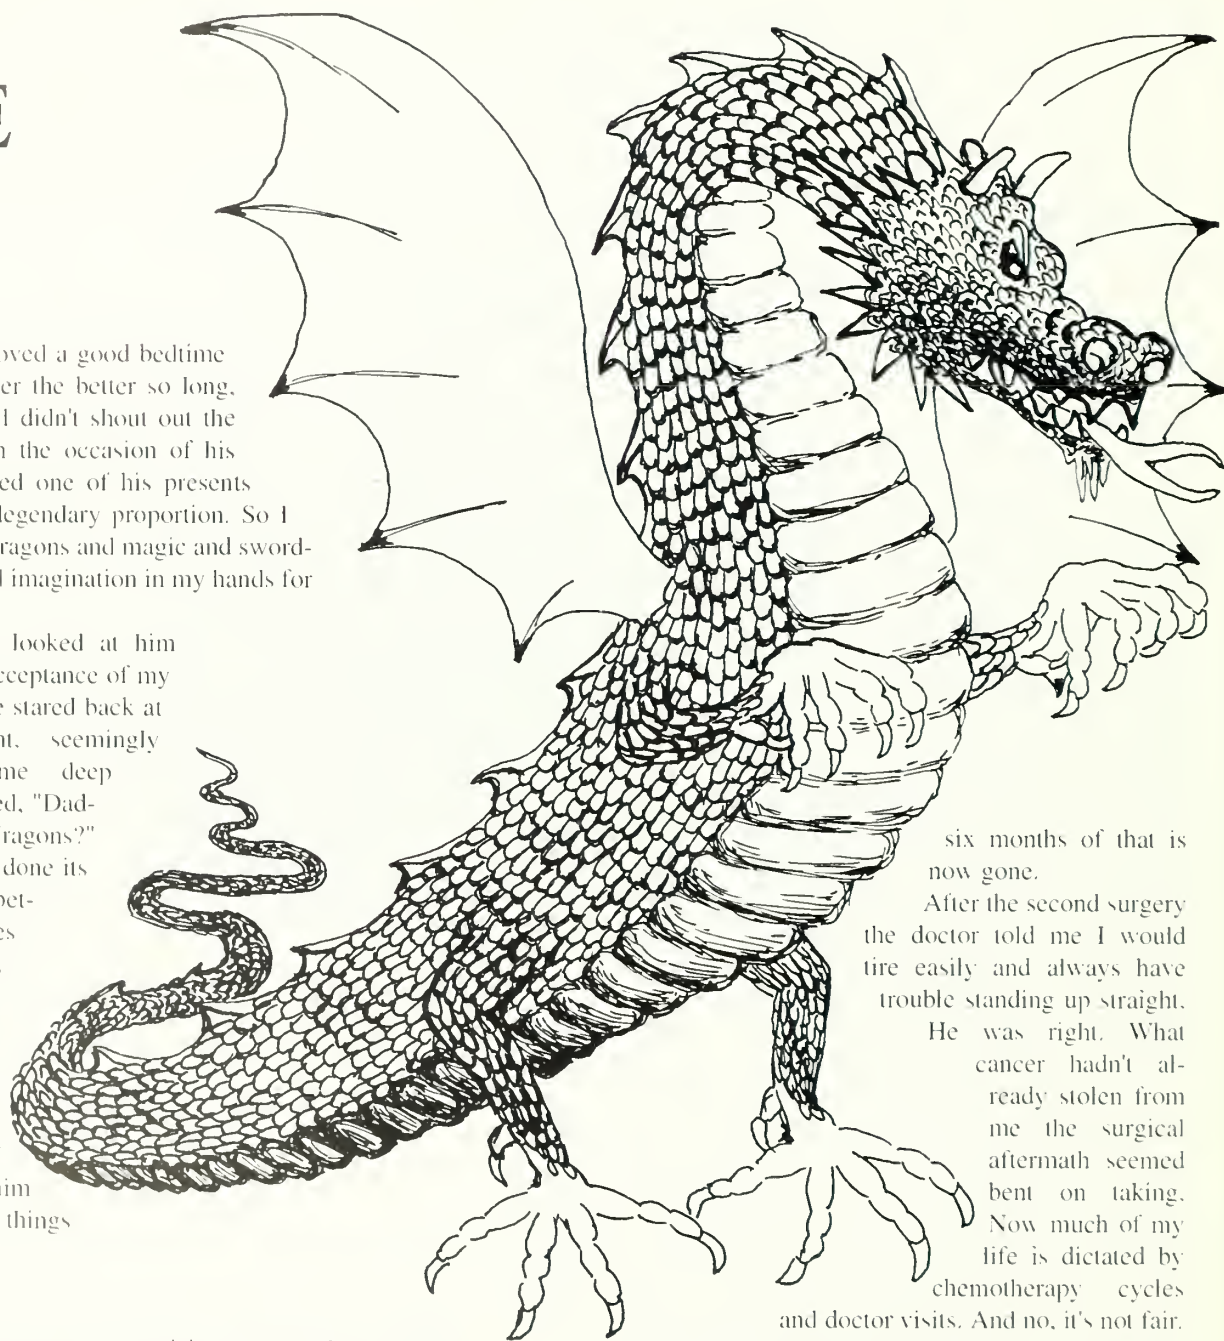 E
oved a good bedtime
er the better so long,
I didn't shout out the
n the occasion of his
ed one of his presents
legendary proportion. So I
ragons and magic and sword-
d imagination in my hands for
looked at him
cceptance of my
e stared back at
nt, seemingly
me deep
ed, "Dad-
ragons?"
done its
pet-
es
im
things
six months of that is
now gone.
After the second surgery
the doctor told me I would
tire easily and always have
trouble standing up straight.
He was right. What
cancer hadn't al-
ready stolen from
me the surgical
aftermath seemed
bent on taking.
Now much of my
life is dictated by
chemotherapy cycles
and doctor visits. And no, it's not fair.